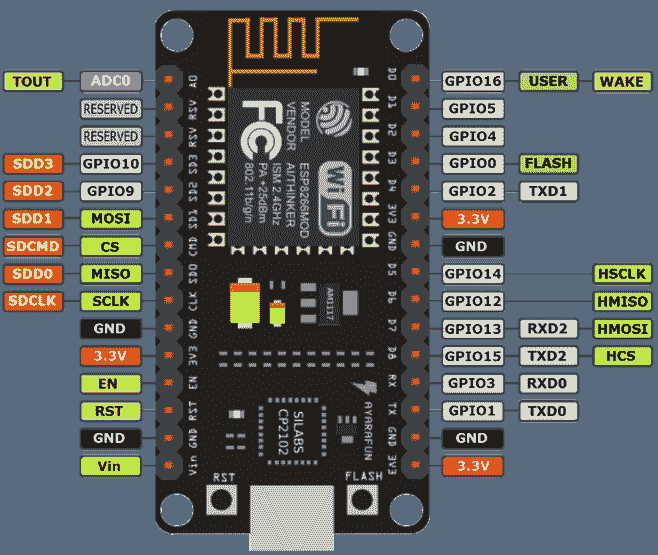 TOUT ADC0 A0 D0 GPIO16 USER WAKE
RESERVED RSV D1 GPIO5
RESERVED RSV D2 GPIO4
SDD3 GPIO10 SD3 D3 GPIO0 FLASH
SDD2 GPIO9 SD2 D4 GPIO2 TXD1
SDD1 MOSI SD1 3V3 3.3V
SDCMD CS CMD GND GND
SDD0 MISO SD0 D5 GPIO14 HSCLK
SDCLK SCLK CLK D6 GPIO12 HMISO
GND GND D7 GPIO13 RXD2 HMOSI
3.3V 3V3 D8 GPIO15 TXD2 HCS
EN EN RX GPIO3 RXD0
RST RST TX GPIO1 TXD0
GND GND GND GND
Vin Vin 3V3 3.3V
MODEL ESP8266MOD
VENDOR AI/THINKER
ISM 2.4GHz
PA +25dBm
802.11b/g/n
FC
WiFi
AM1117
SILABS
CP2102
AYARAFUN
RST
FLASH